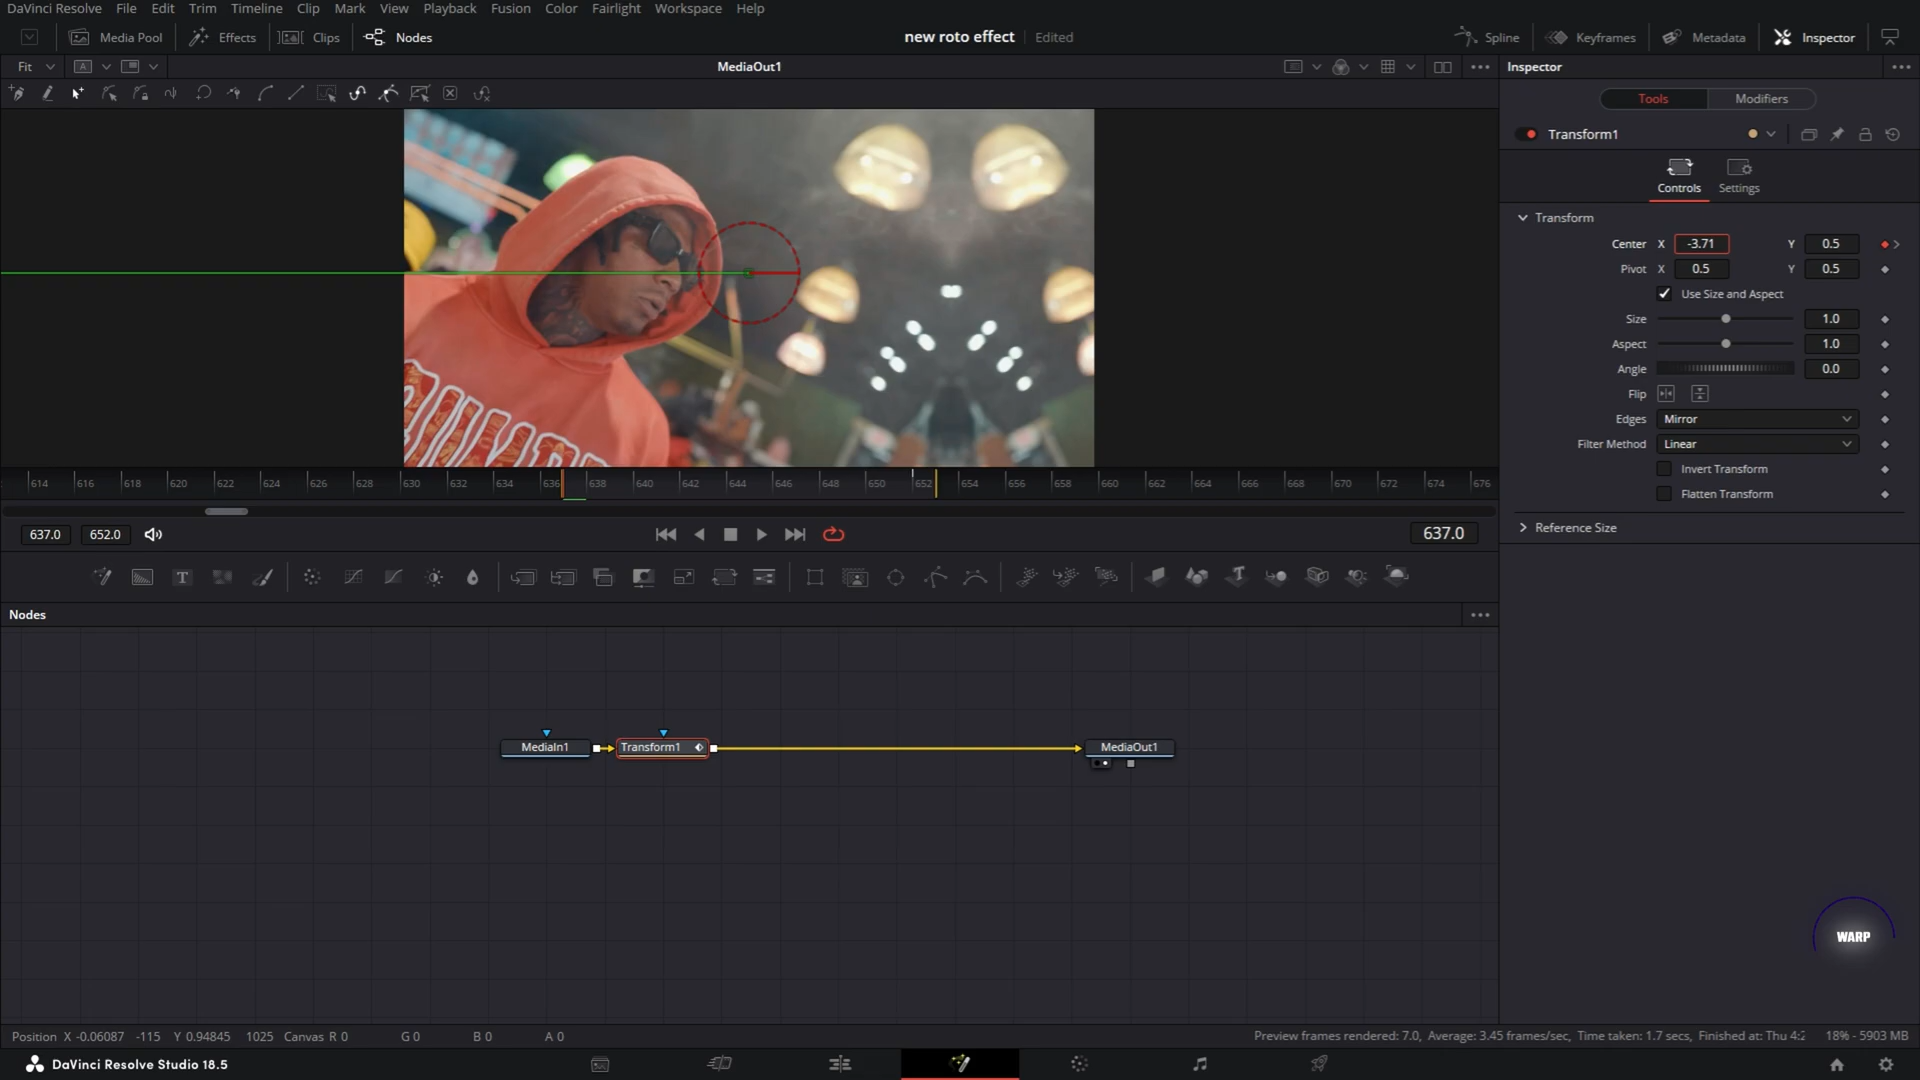 DaVinci Resolve File Edit Trim Timeline Clip Mark View Playback Fusion Color Fairlight Workspace Help
Media Pool Effects Clips Nodes new roto effect Edited Spline Keyframes Metadata Inspector
Fit A MediaOut1 Inspector
Tools Modifiers
Transform1
Controls Settings
Transform
Center X -3.71 Y 0.5
Pivot X 0.5 Y 0.5
Use Size and Aspect
Size 1.0
Aspect 1.0
Angle 0.0
Flip
Edges Mirror
Filter Method Linear
Invert Transform
Flatten Transform
Reference Size
614 616 618 620 622 624 626 628 630 632 634 636 638 640 642 644 646 648 650 652 654 656 658 660 662 664 666 668 670 672 674 676
637.0 652.0 637.0
Nodes
MediaIn1 Transform1 MediaOut1
WARP
Position X -0.06087 -115 Y 0.94845 1025 Canvas R 0 G 0 B 0 A 0 Preview frames rendered: 7.0, Average: 3.45 frames/sec, Time taken: 1.7 secs, Finished at: Thu 4:2 18% - 5903 MB
DaVinci Resolve Studio 18.5